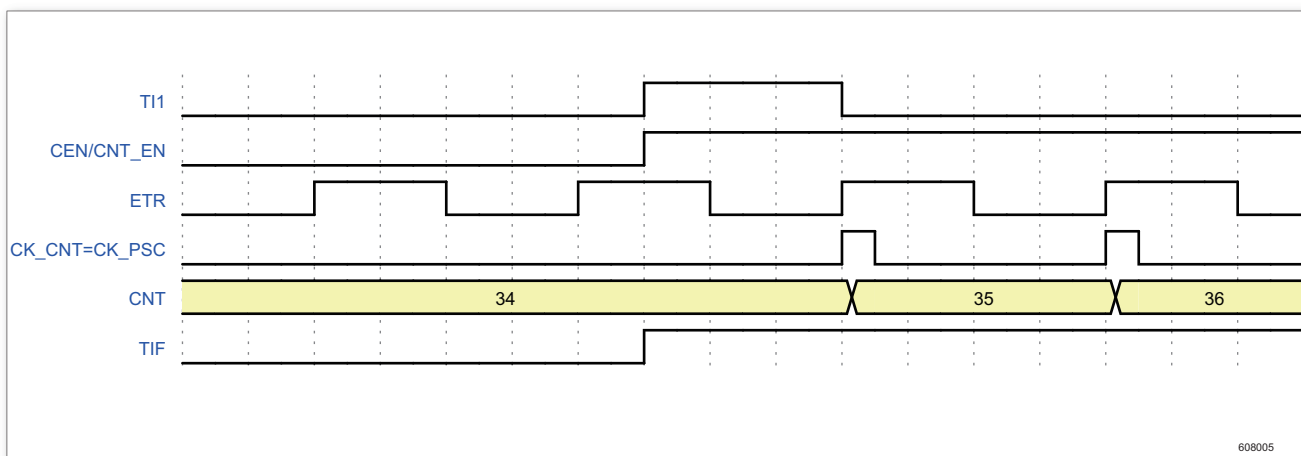 TI1
CEN/CNT_EN
ETR
CK_CNT=CK_PSC
CNT 34 35 36
TIF
608005